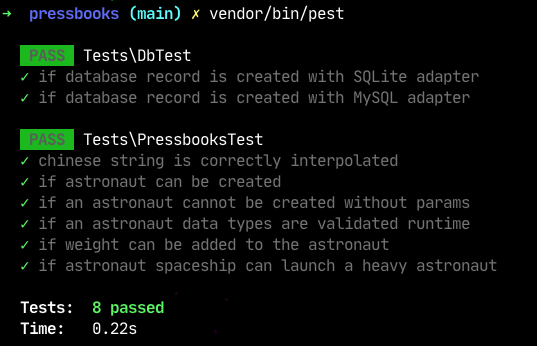 → pressbooks (main) ✗ vendor/bin/pest
PASS Tests\DbTest
✓ if database record is created with SQLite adapter
✓ if database record is created with MySQL adapter
PASS Tests\PressbooksTest
✓ chinese string is correctly interpolated
✓ if astronaut can be created
✓ if an astronaut cannot be created without params
✓ if an astronaut data types are validated runtime
✓ if weight can be added to the astronaut
✓ if astronaut spaceship can launch a heavy astronaut
Tests: 8 passed
Time: 0.22s